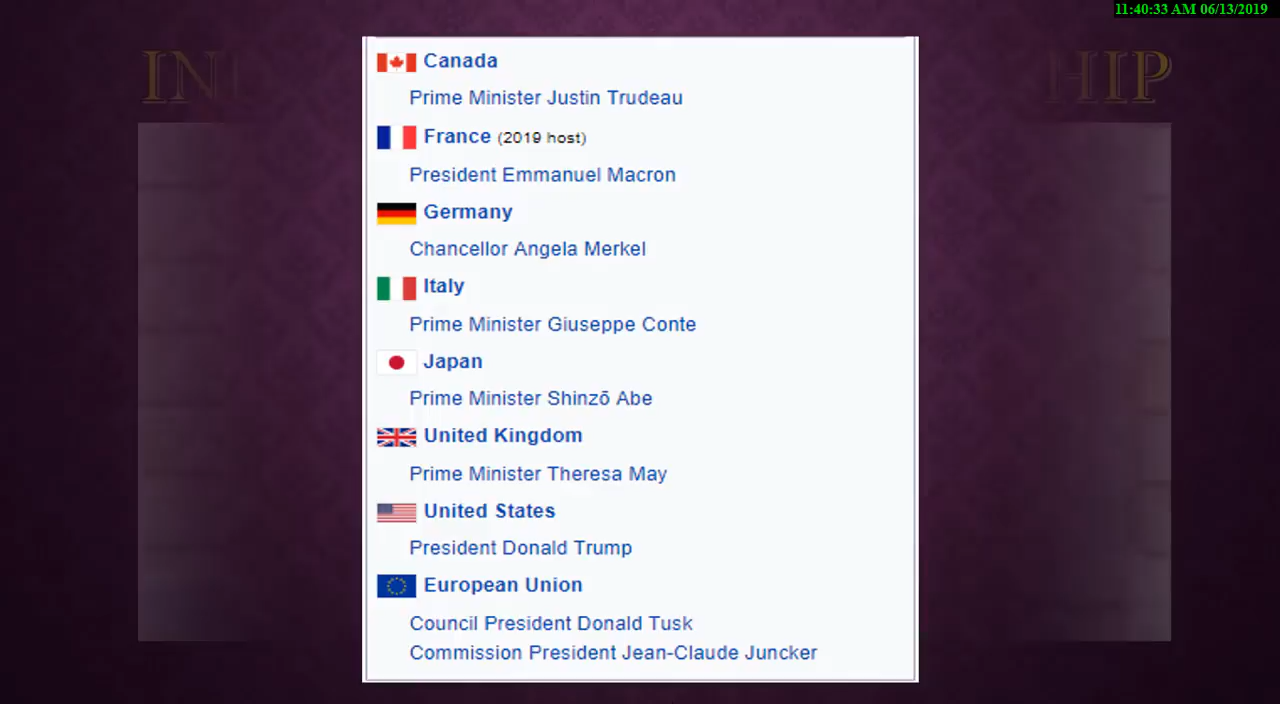 11:40:33 AM 06/13/2019
Canada
Prime Minister Justin Trudeau
France (2019 host)
President Emmanuel Macron
Germany
Chancellor Angela Merkel
Italy
Prime Minister Giuseppe Conte
Japan
Prime Minister Shinzō Abe
United Kingdom
Prime Minister Theresa May
United States
President Donald Trump
European Union
Council President Donald Tusk
Commission President Jean-Claude Juncker